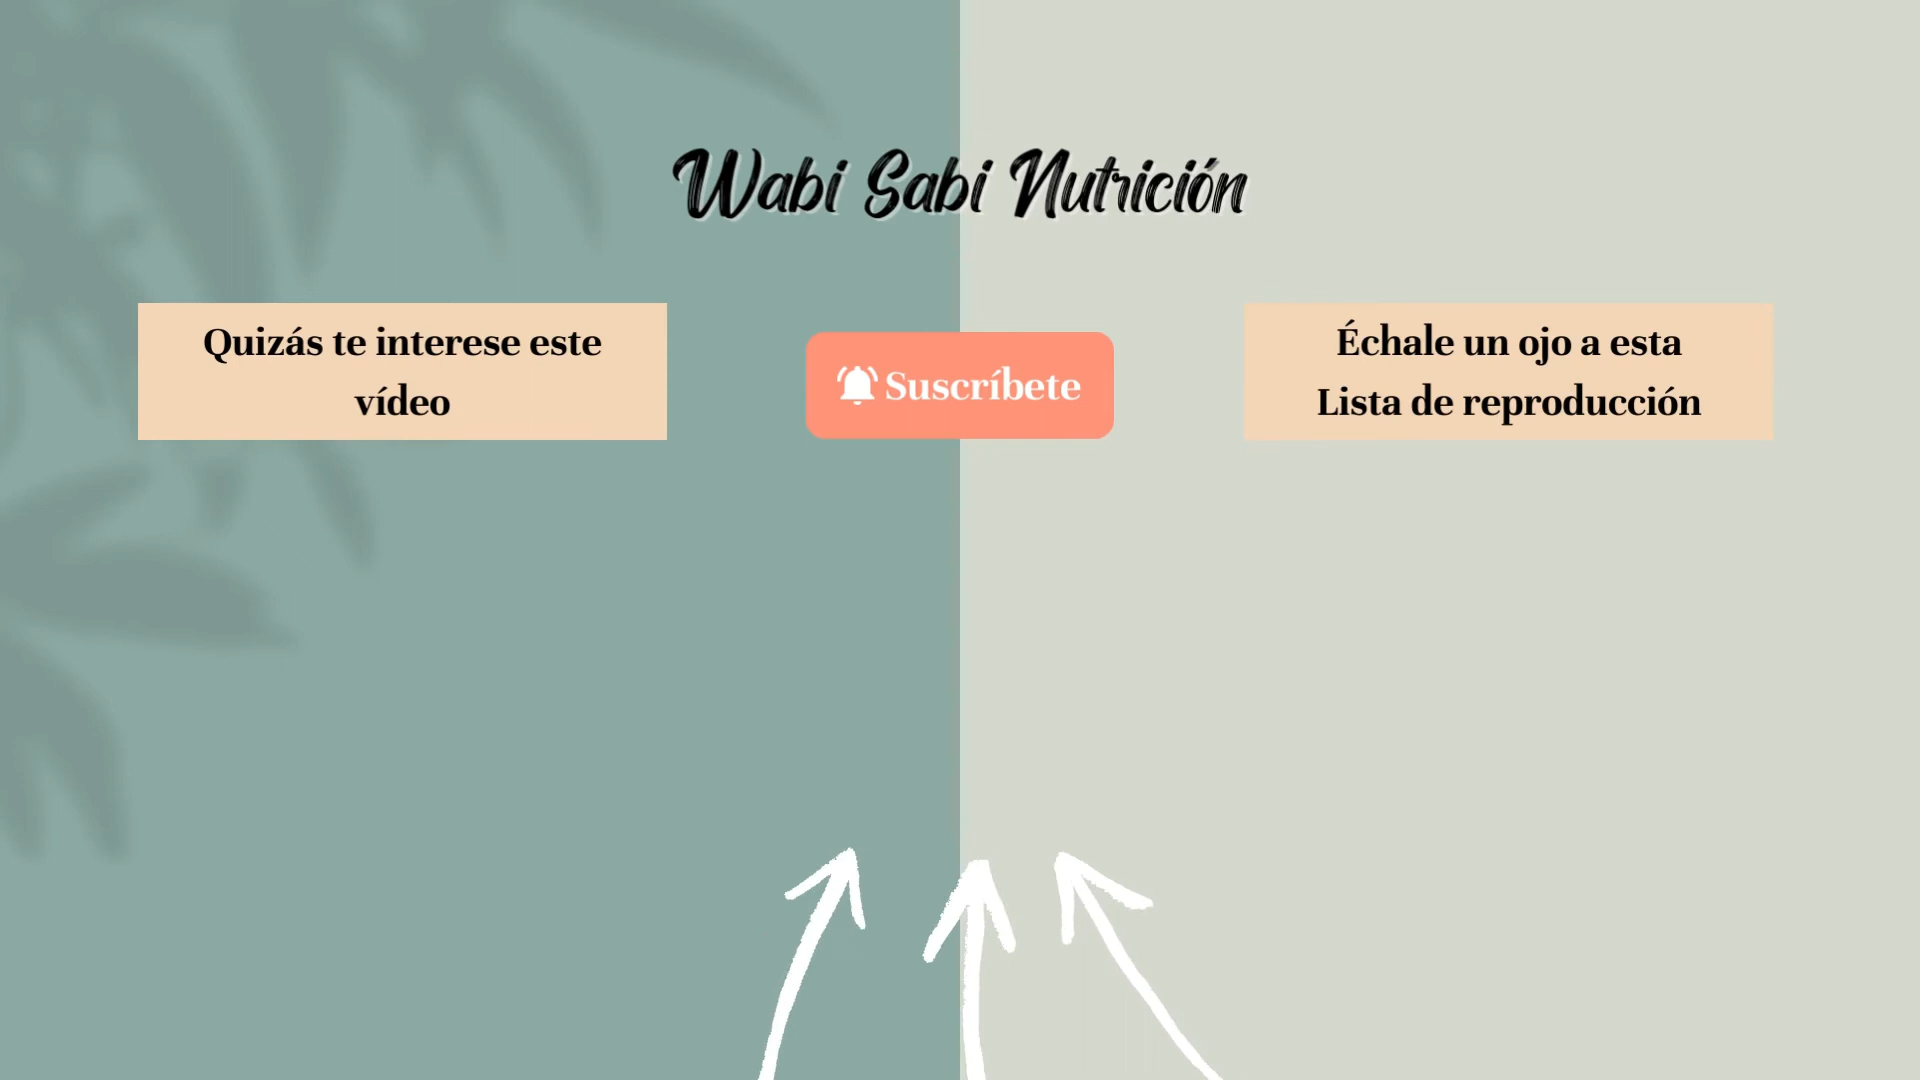 Wabi Sabi Nutrición
Quizás te interese este
vídeo
Suscríbete
Échale un ojo a esta
Lista de reproducción